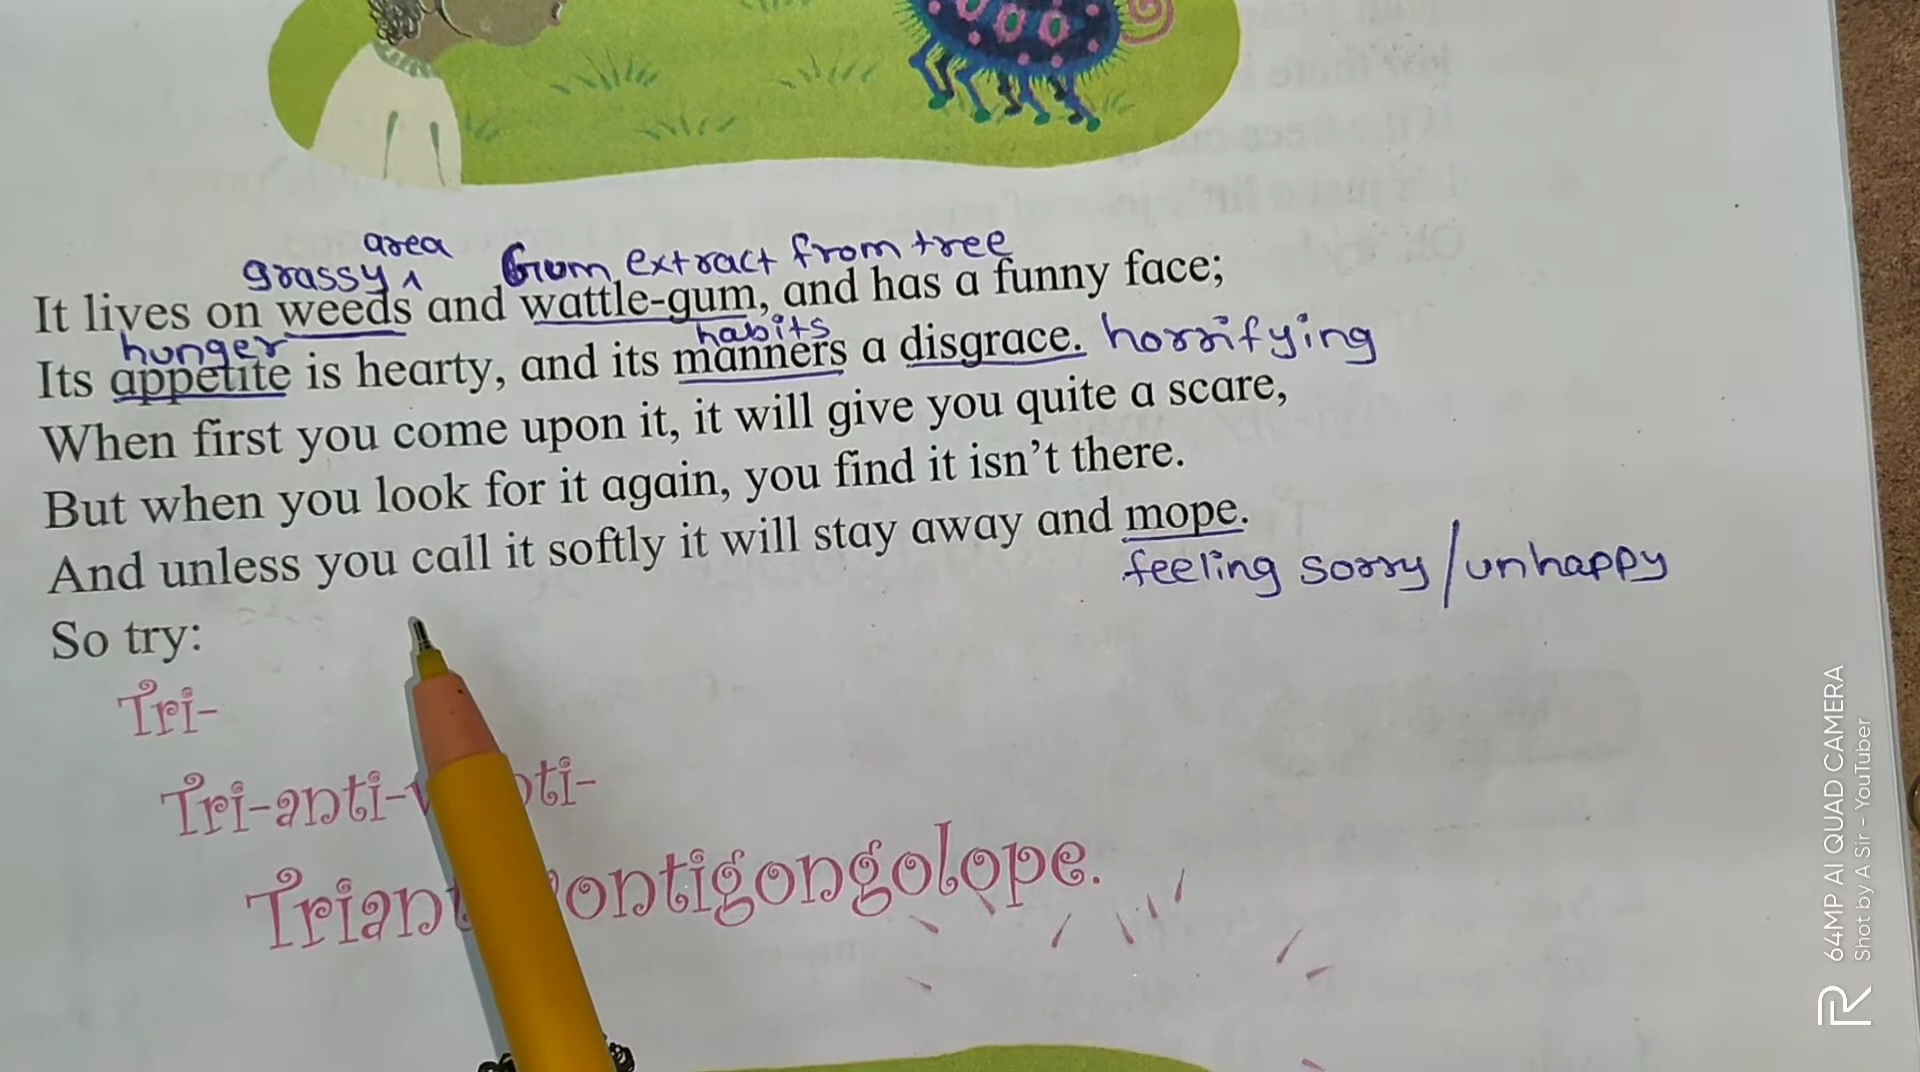 area
grassy ^ Gum extract from tree
It lives on weeds and wattle-gum, and has a funny face;
hunger habits
Its appetite is hearty, and its manners a disgrace. horrifying
When first you come upon it, it will give you quite a scare,
But when you look for it again, you find it isn't there.
And unless you call it softly it will stay away and mope.
feeling sorry/unhappy
So try:
Tri-
Tri-anti-
Triant ontigongolope.
64MP AI QUAD CAMERA
Shot by A Sir - YouTuber